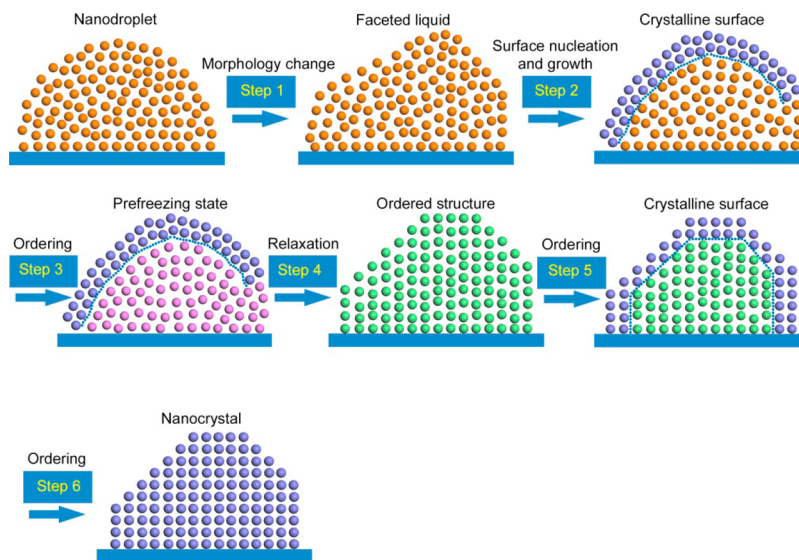 Nanodroplet
Morphology change
Step 1
Faceted liquid
Surface nucleation
and growth
Step 2
Crystalline surface
Ordering
Step 3
Prefreezing state
Relaxation
Step 4
Ordered structure
Ordering
Step 5
Crystalline surface
Ordering
Step 6
Nanocrystal